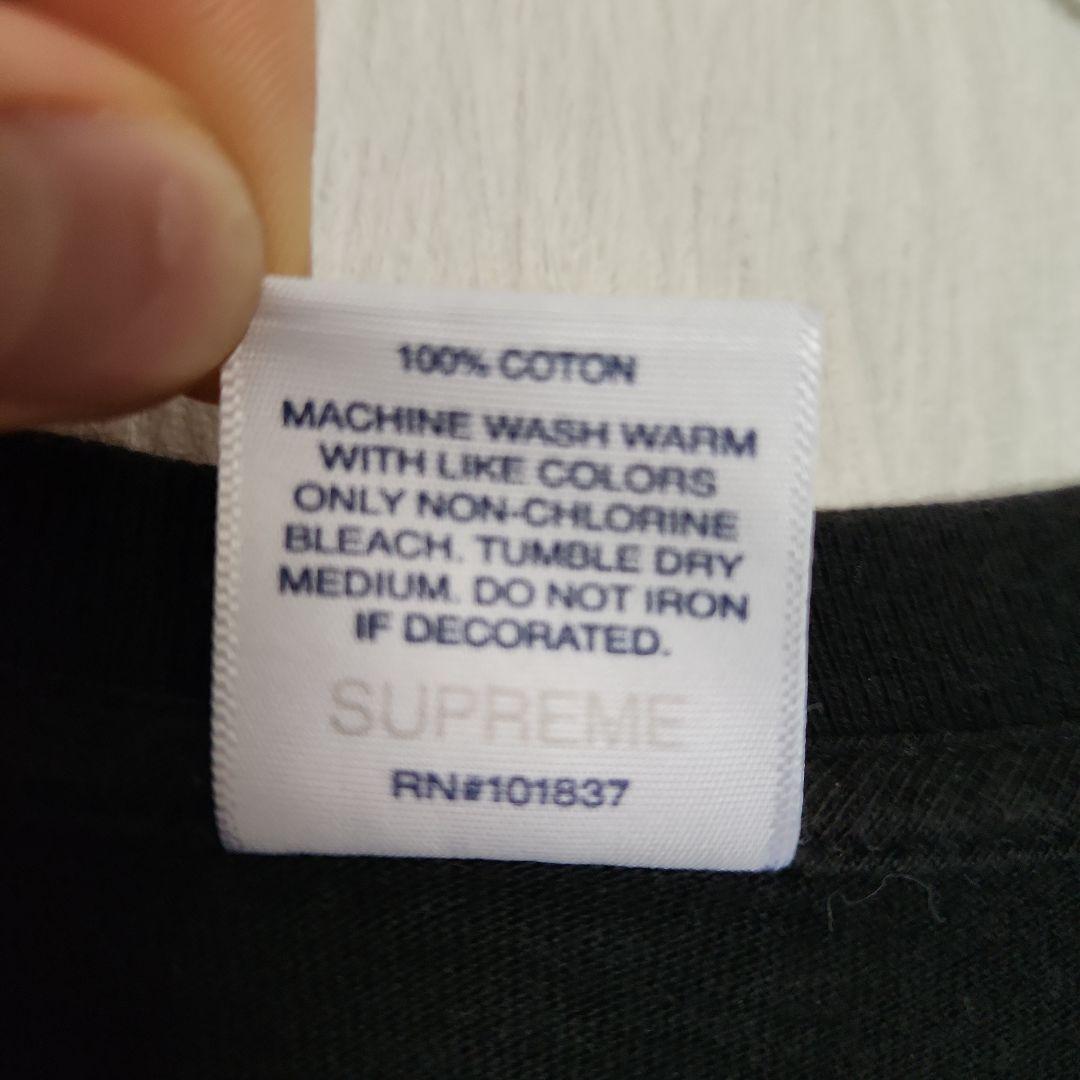 100% COTON
MACHINE WASH WARM
WITH LIKE COLORS
ONLY NON-CHLORINE
BLEACH. TUMBLE DRY
MEDIUM. DO NOT IRON
IF DECORATED.
SUPREME
RN#101837